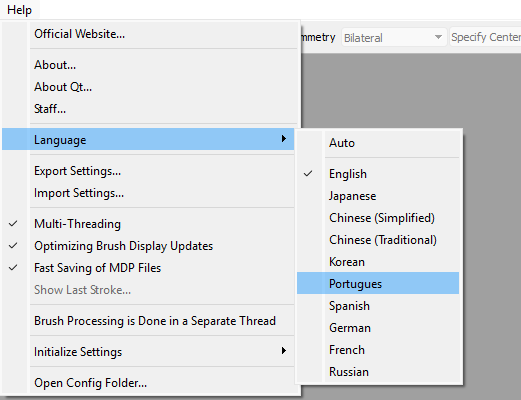 Help
Official Website...
mmetry Bilateral Specify Center
About...
About Qt...
Staff...
Language
Auto
Export Settings...
English
Import Settings...
Japanese
Multi-Threading
Chinese (Simplified)
Optimizing Brush Display Updates
Chinese (Traditional)
Fast Saving of MDP Files
Korean
Show Last Stroke...
Portugues
Brush Processing is Done in a Separate Thread
Spanish
German
Initialize Settings
French
Russian
Open Config Folder...